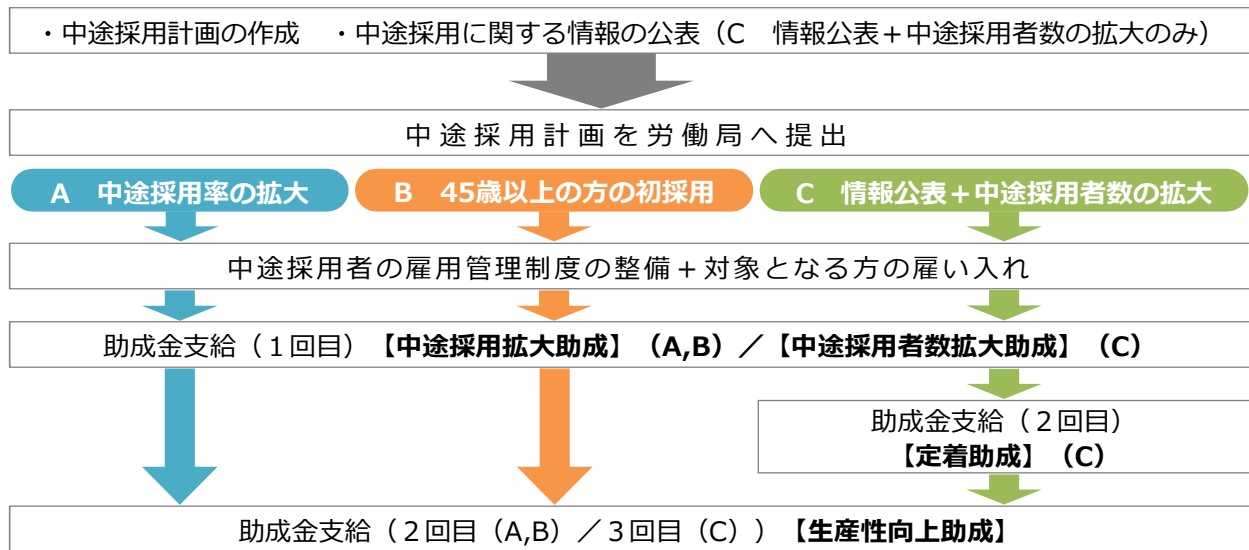 ・中途採用計画の作成　・中途採用に関する情報の公表（C　情報公表＋中途採用者数の拡大のみ）
中途採用計画を労働局へ提出
A　中途採用率の拡大
B　45歳以上の方の初採用
C　情報公表＋中途採用者数の拡大
中途採用者の雇用管理制度の整備＋対象となる方の雇い入れ
助成金支給（１回目）【中途採用拡大助成】（A,B）／【中途採用者数拡大助成】（C）
助成金支給（２回目）
【定着助成】（C）
助成金支給（２回目（A,B）／３回目（C））【生産性向上助成】